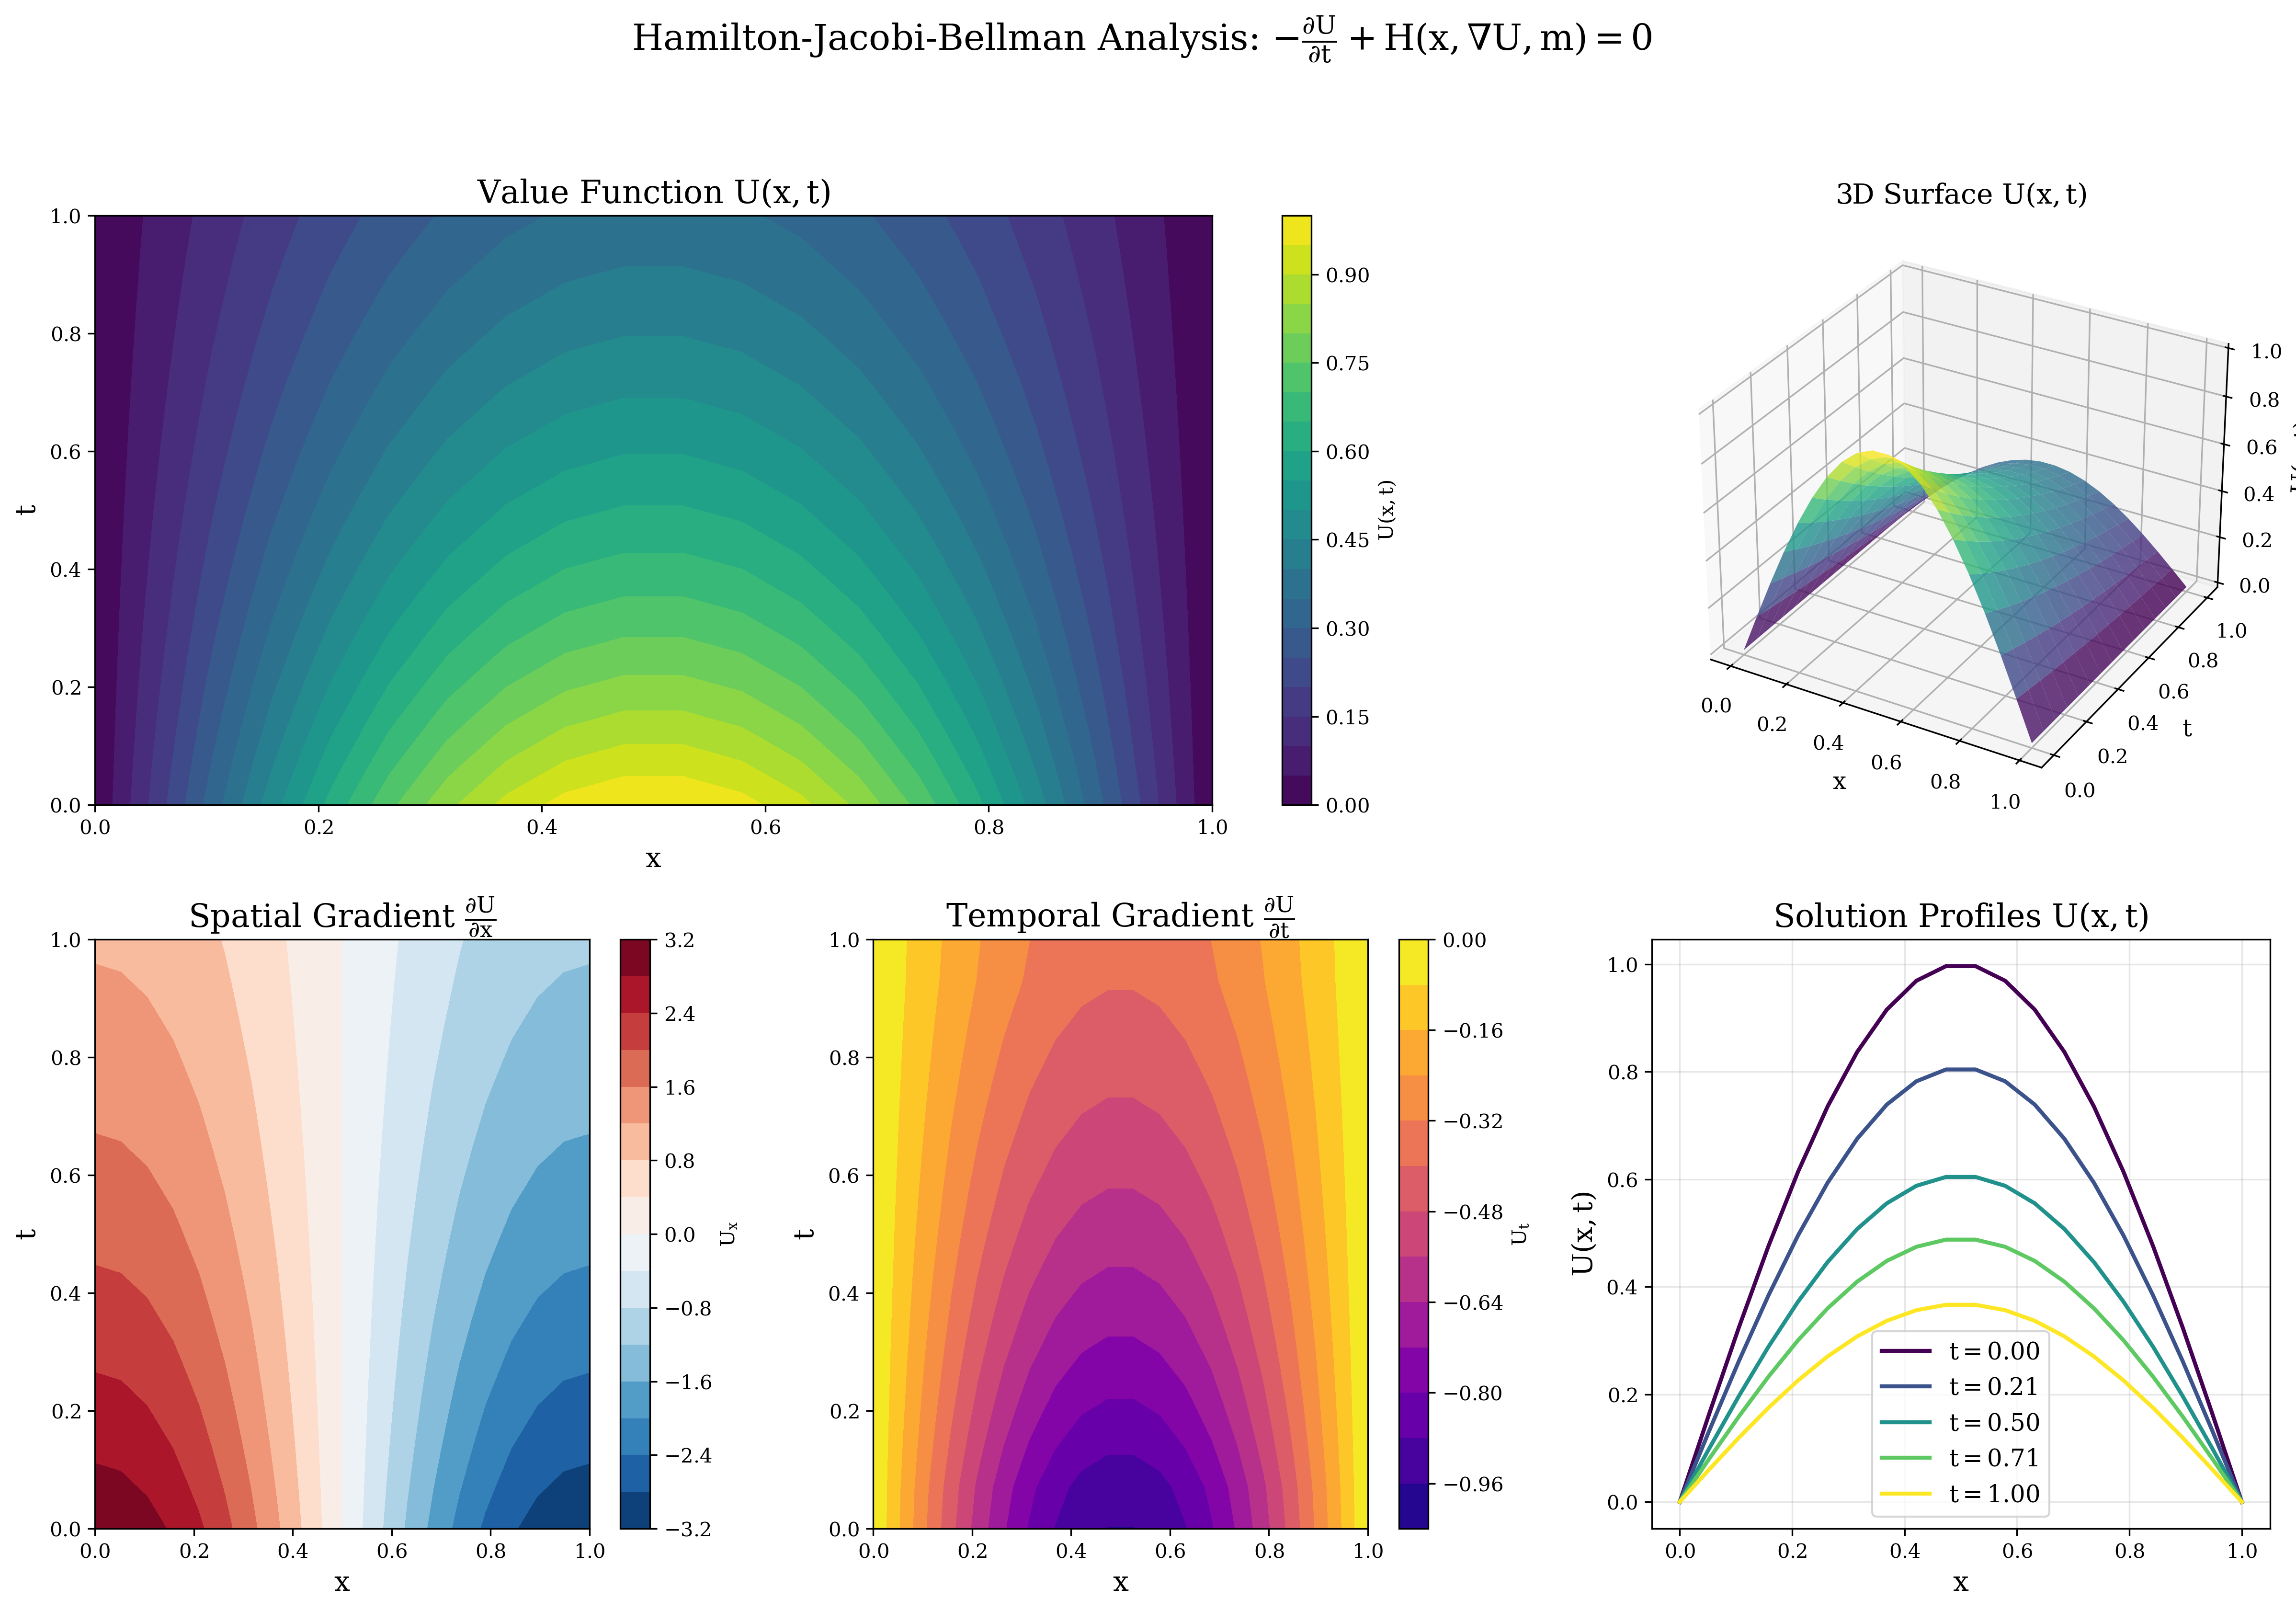 Hamilton-Jacobi-Bellman Analysis: −∂U/∂t + H(x, ∇U, m) = 0
Value Function U(x, t)
1.0
0.8
0.6
0.4
0.2
0.0
t
0.0 0.2 0.4 0.6 0.8 1.0
x
0.90
0.75
0.60
0.45
0.30
0.15
0.00
U(x, t)
3D Surface U(x, t)
1.0
0.8
0.6
0.4
0.2
0.0
0.0 0.2 0.4 0.6 0.8 1.0
x
0.0 0.2 0.4 0.6 0.8 1.0
t
Spatial Gradient ∂U/∂x
1.0
0.8
0.6
0.4
0.2
0.0
t
0.0 0.2 0.4 0.6 0.8 1.0
x
3.2
2.4
1.6
0.8
0.0
−0.8
−1.6
−2.4
−3.2
Uₓ
Temporal Gradient ∂U/∂t
1.0
0.8
0.6
0.4
0.2
0.0
t
0.0 0.2 0.4 0.6 0.8 1.0
x
0.00
−0.16
−0.32
−0.48
−0.64
−0.80
−0.96
Uₜ
Solution Profiles U(x, t)
1.0
0.8
0.6
0.4
0.2
0.0
U(x, t)
0.0 0.2 0.4 0.6 0.8 1.0
x
t = 0.00
t = 0.21
t = 0.50
t = 0.71
t = 1.00